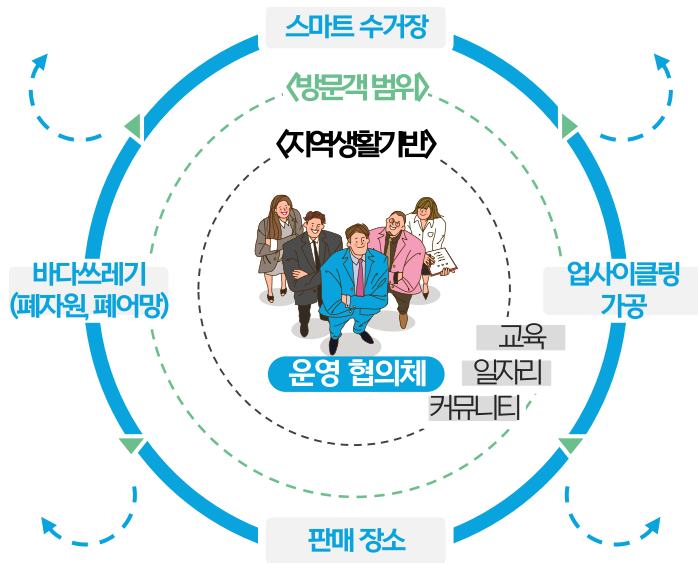 스마트 수거장
<방문객 범위>
<지역생활기반>
바다쓰레기
(폐자원, 폐어망)
업사이클링
가공
운영 협의체
교육
일자리
커뮤니티
판매 장소